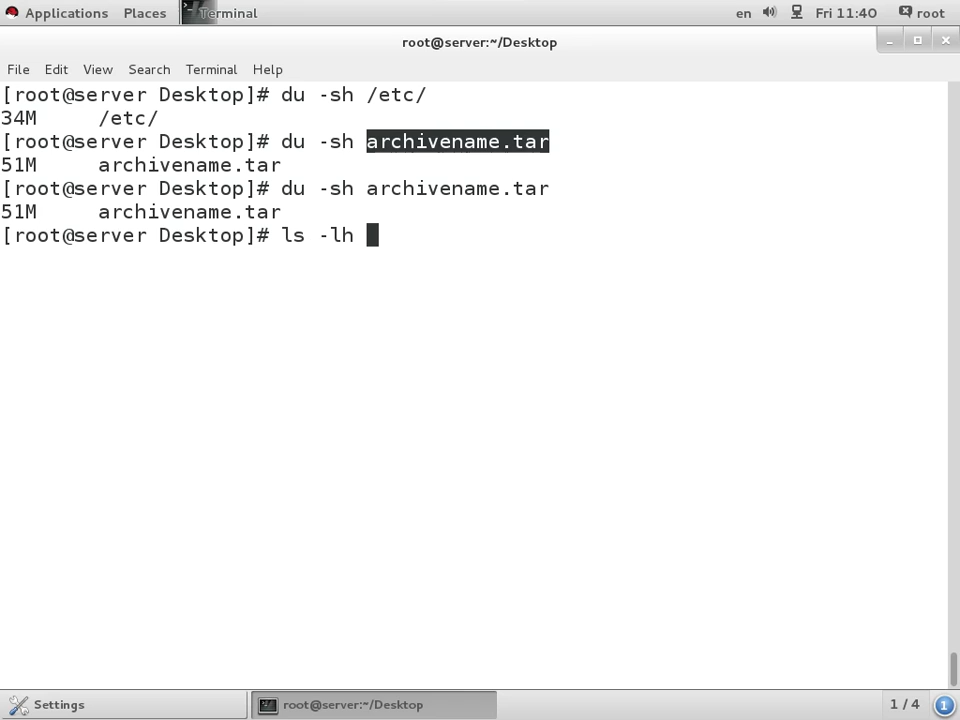 Applications Places Terminal en Fri 11:40 root
root@server:~/Desktop
File Edit View Search Terminal Help
[root@server Desktop]# du -sh /etc/
34M /etc/
[root@server Desktop]# du -sh archivename.tar
51M archivename.tar
[root@server Desktop]# du -sh archivename.tar
51M archivename.tar
[root@server Desktop]# ls -lh
Settings root@server:~/Desktop 1 / 4 1